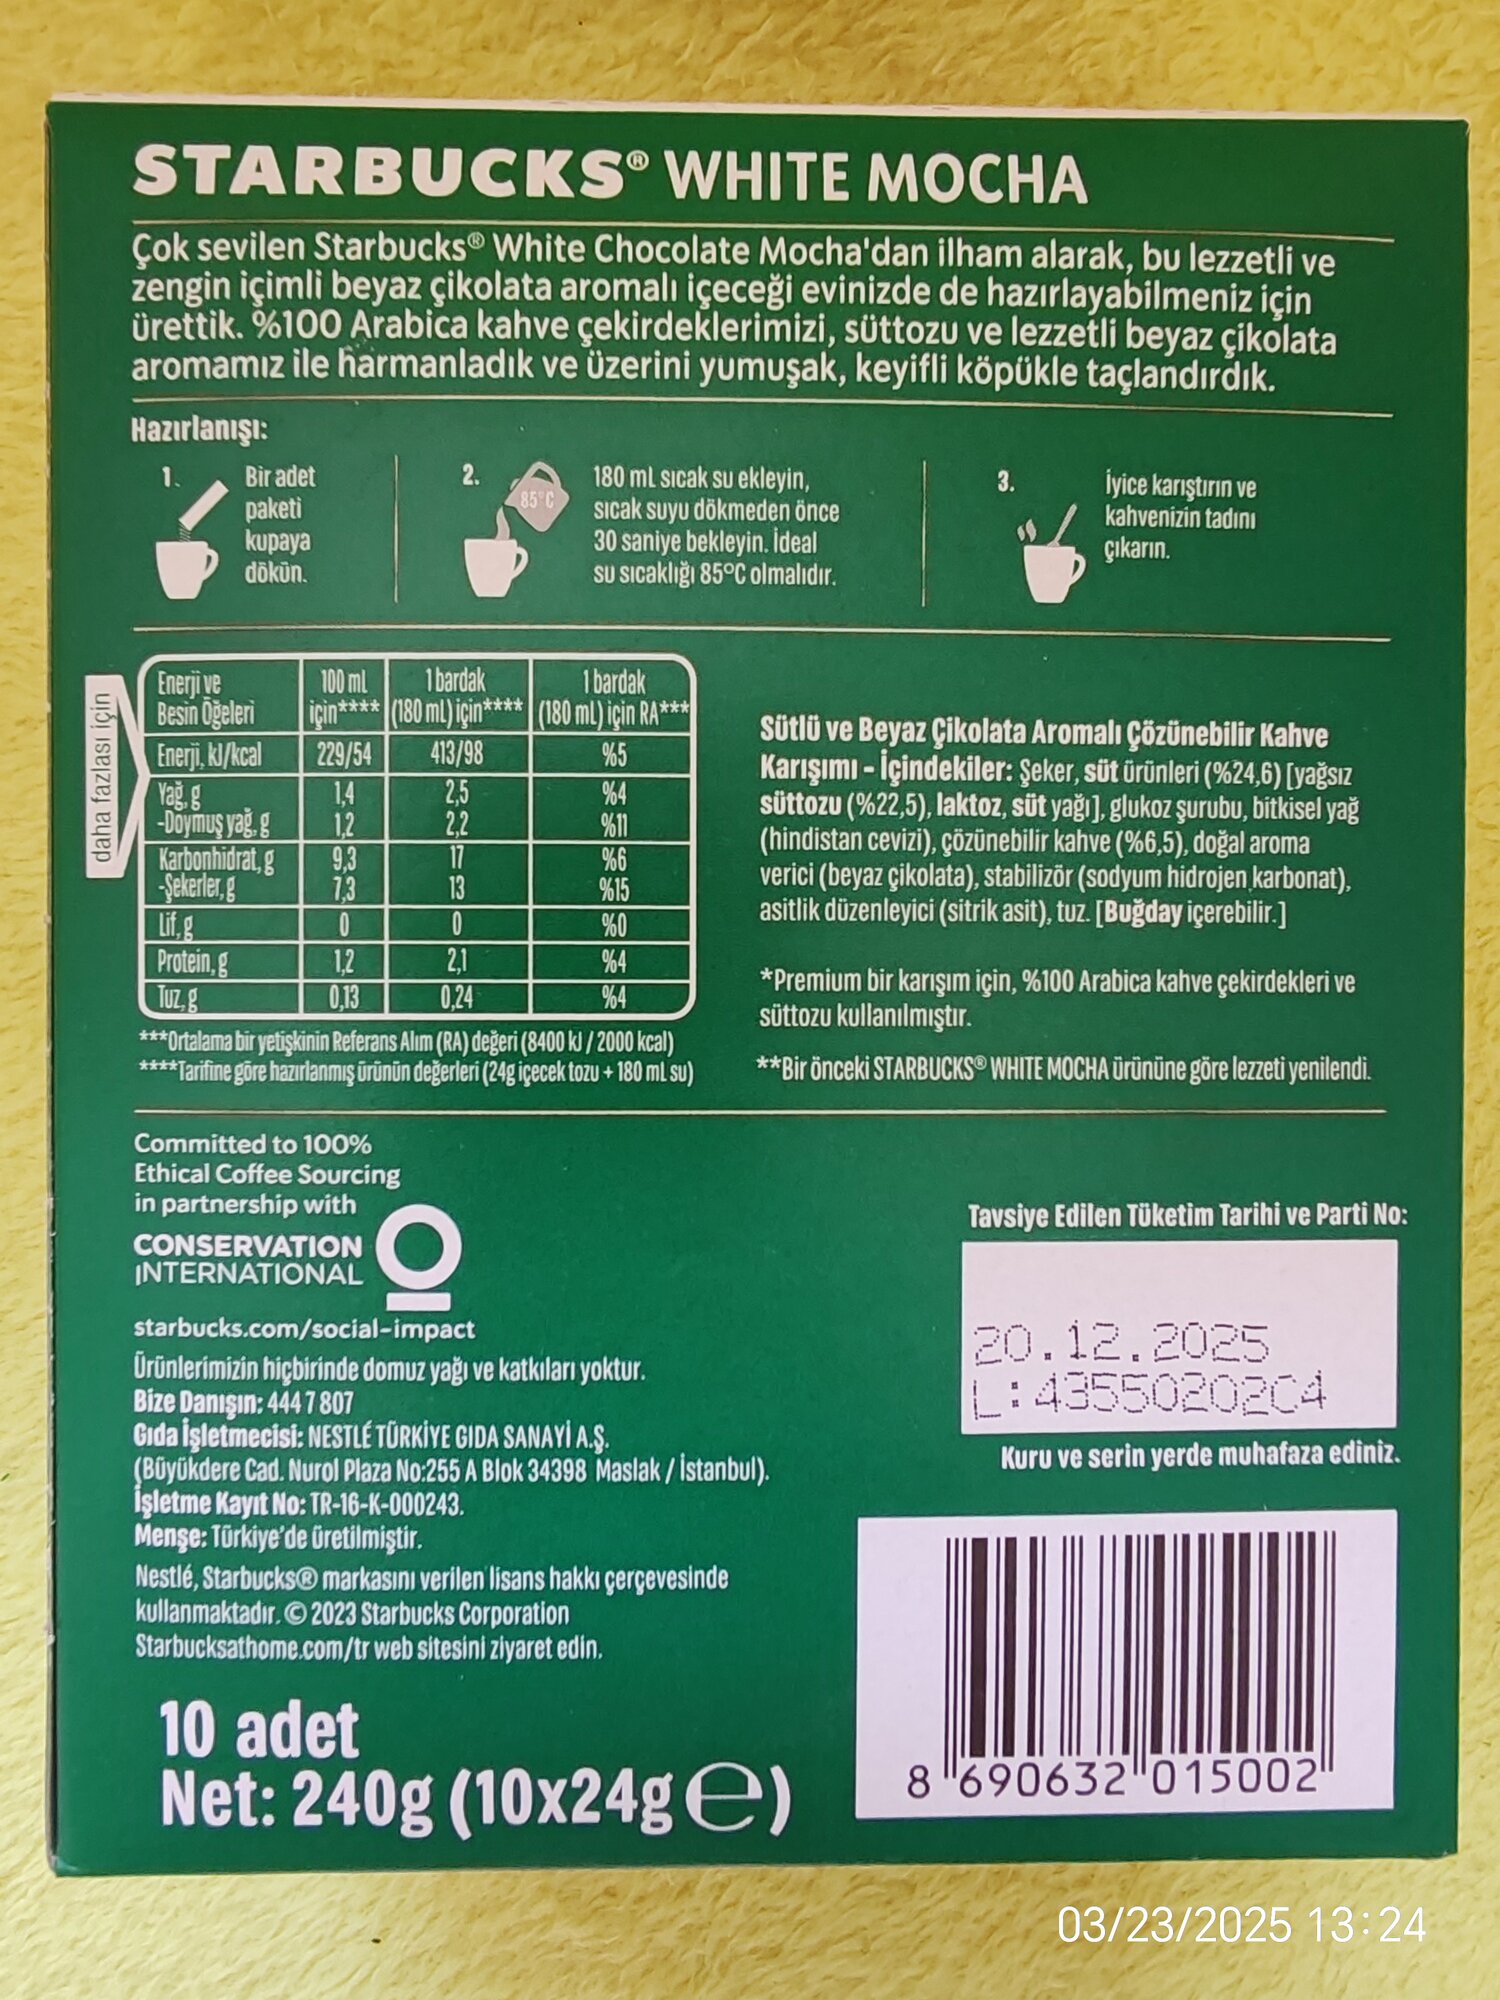 STARBUCKS® WHITE MOCHA
Çok sevilen Starbucks® White Chocolate Mocha'dan ilham alarak, bu lezzetli ve
zengin içimli beyaz çikolata aromalı içeceği evinizde de hazırlayabilmeniz için
ürettik. %100 Arabica kahve çekirdeklerimizi, süttozu ve lezzetli beyaz çikolata
aromamız ile harmanladık ve üzerini yumuşak, keyifli köpükle taçlandırdık.
Hazırlanışı:
1.
Bir adet
paketi
kupaya
dökün.
2.
85°C
180 mL sıcak su ekleyin,
sıcak suyu dökmeden önce
30 saniye bekleyin. İdeal
su sıcaklığı 85°C olmalıdır.
3.
İyice karıştırın ve
kahvenizin tadını
çıkarın.
daha fazlası için
Enerji ve Besin Öğeleri 100 mL için**** 1 bardak (180 mL) için**** 1 bardak (180 mL) için RA***
Enerji, kJ/kcal 229/54 413/98 %5
Yağ, g 1,4 2,5 %4
-Doymuş yağ, g 1,2 2,2 %11
Karbonhidrat, g 9,3 17 %6
-Şekerler, g 7,3 13 %15
Lif, g 0 0 %0
Protein, g 1,2 2,1 %4
Tuz, g 0,13 0,24 %4
***Ortalama bir yetişkinin Referans Alım (RA) değeri (8400 kJ / 2000 kcal)
****Tarifine göre hazırlanmış ürünün değerleri (24g içecek tozu + 180 mL su)
Sütlü ve Beyaz Çikolata Aromalı Çözünebilir Kahve
Karışımı - İçindekiler: Şeker, süt ürünleri (%24,6) [yağsız
süttozu (%22,5), laktoz, süt yağı], glukoz şurubu, bitkisel yağ
(hindistan cevizi), çözünebilir kahve (%6,5), doğal aroma
verici (beyaz çikolata), stabilizör (sodyum hidrojen karbonat),
asitlik düzenleyici (sitrik asit), tuz. [Buğday içerebilir.]
*Premium bir karışım için, %100 Arabica kahve çekirdekleri ve
süttozu kullanılmıştır.
**Bir önceki STARBUCKS® WHITE MOCHA ürününe göre lezzeti yenilendi.
Committed to 100%
Ethical Coffee Sourcing
in partnership with
CONSERVATION
INTERNATIONAL
starbucks.com/social-impact
Ürünlerimizin hiçbirinde domuz yağı ve katkıları yoktur.
Bize Danışın: 444 7 807
Gıda İşletmecisi: NESTLÉ TÜRKİYE GIDA SANAYİ A.Ş.
(Büyükdere Cad. Nurol Plaza No:255 A Blok 34398 Maslak / İstanbul).
İşletme Kayıt No: TR-16-K-000243.
Menşe: Türkiye'de üretilmiştir.
Nestlé, Starbucks® markasını verilen lisans hakkı çerçevesinde
kullanmaktadır. © 2023 Starbucks Corporation
Starbucksathome.com/tr web sitesini ziyaret edin.
Tavsiye Edilen Tüketim Tarihi ve Parti No:
20.12.2025
L:43550202C4
Kuru ve serin yerde muhafaza ediniz.
10 adet
Net: 240g (10x24g ℮)
8 690632 015002
03/23/2025 13:24